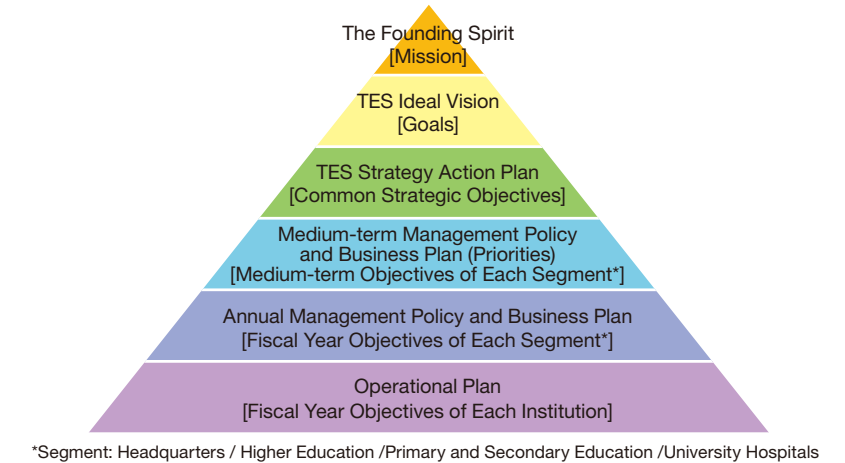 The Founding Spirit
[Mission]
TES Ideal Vision
[Goals]
TES Strategy Action Plan
[Common Strategic Objectives]
Medium-term Management Policy
and Business Plan (Priorities)
[Medium-term Objectives of Each Segment*]
Annual Management Policy and Business Plan
[Fiscal Year Objectives of Each Segment*]
Operational Plan
[Fiscal Year Objectives of Each Institution]
*Segment: Headquarters / Higher Education /Primary and Secondary Education /University Hospitals